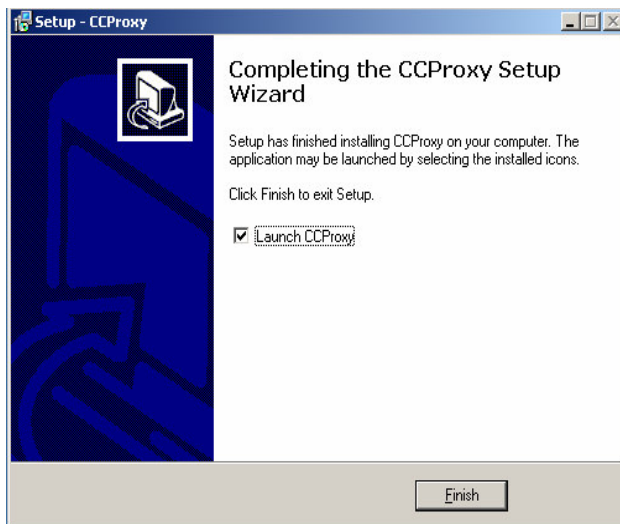 Setup - CCProxy
Completing the CCProxy Setup
Wizard
Setup has finished installing CCProxy on your computer. The
application may be launched by selecting the installed icons.
Click Finish to exit Setup.
Launch CCProxy
Finish